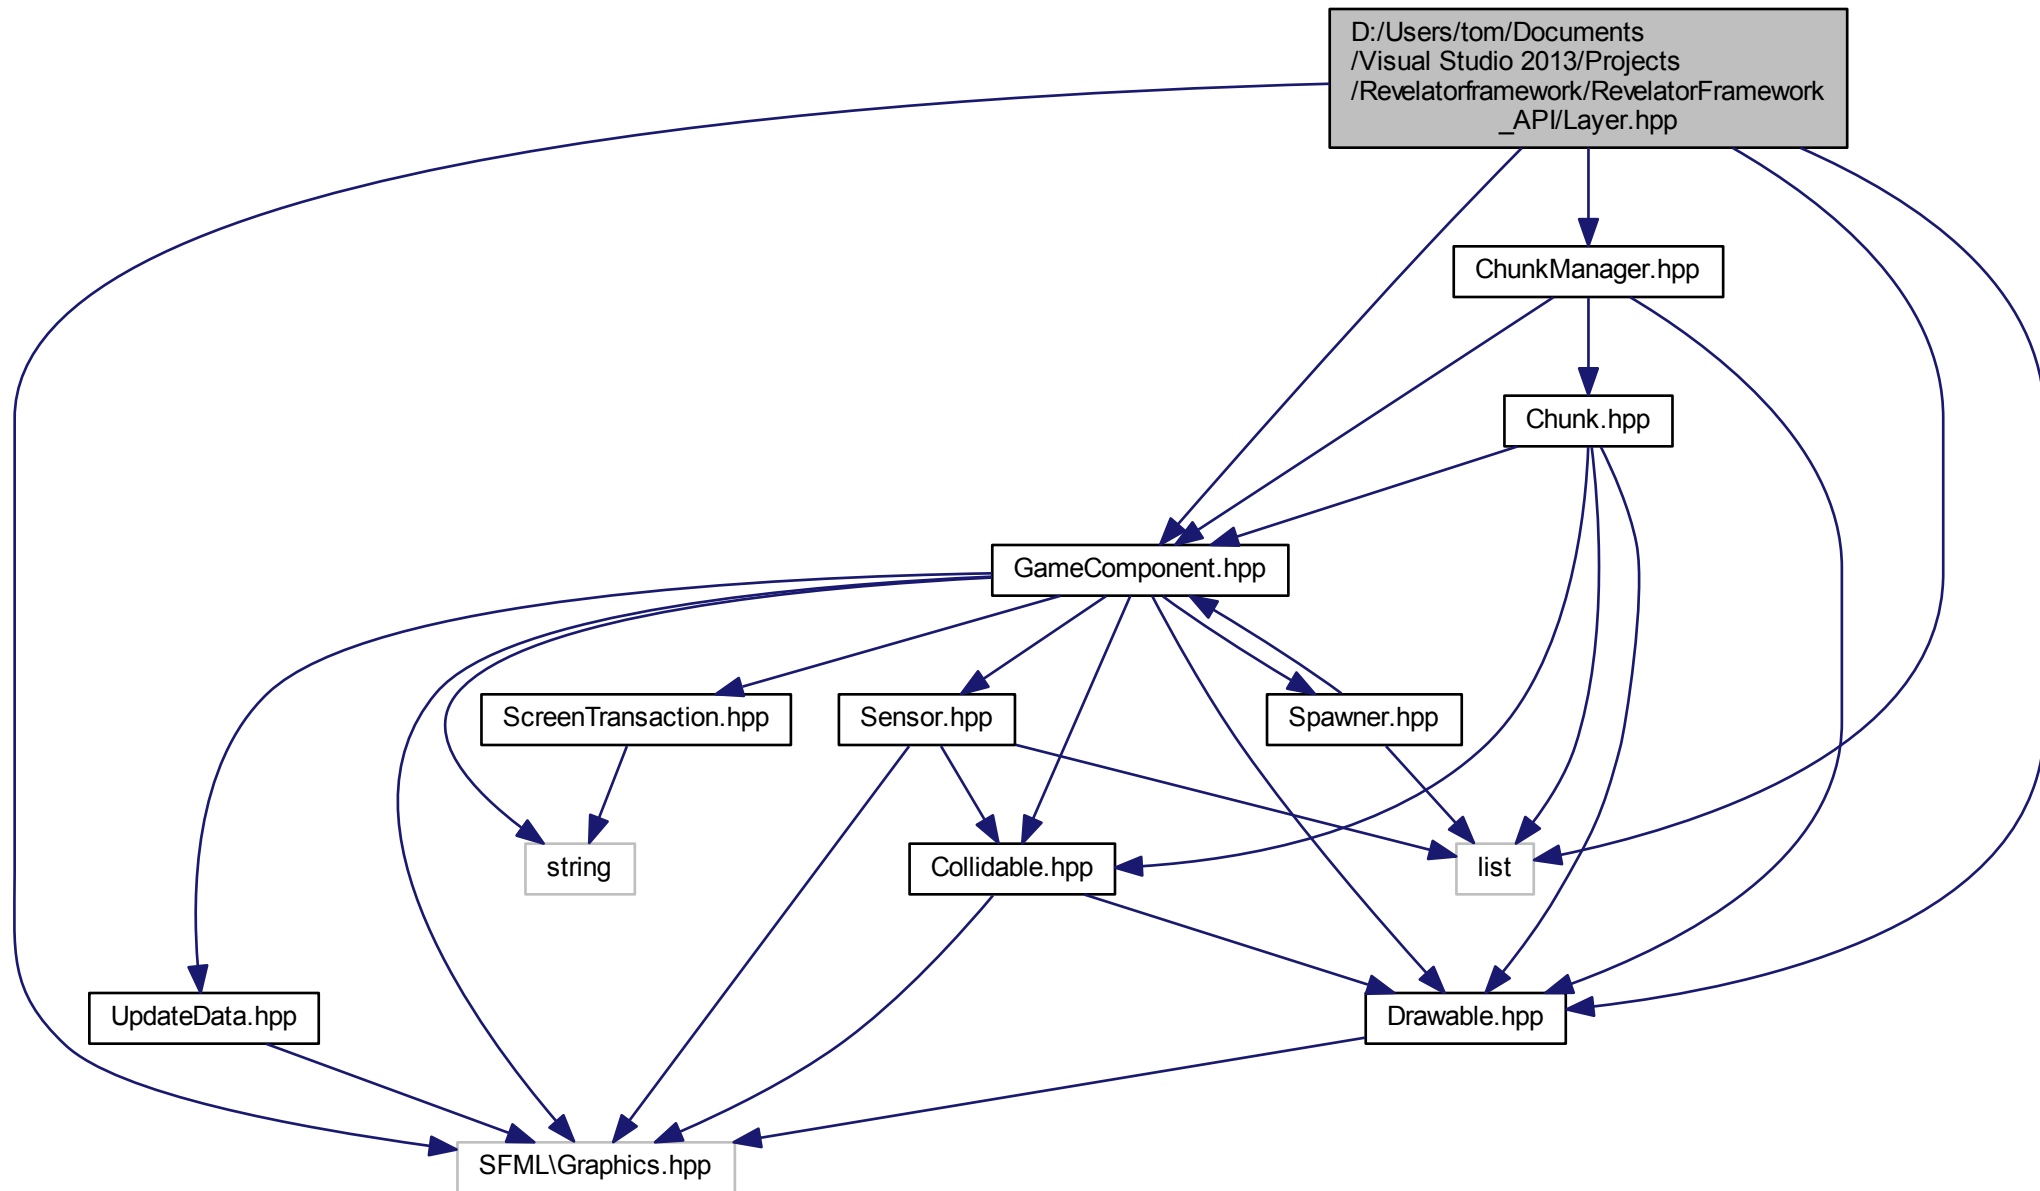 D:/Users/tom/Documents
/Visual Studio 2013/Projects
/Revelatorframework/RevelatorFramework
_API/Layer.hpp
ChunkManager.hpp
Chunk.hpp
GameComponent.hpp
ScreenTransaction.hpp
Sensor.hpp
Spawner.hpp
string
Collidable.hpp
list
UpdateData.hpp
Drawable.hpp
SFML\Graphics.hpp